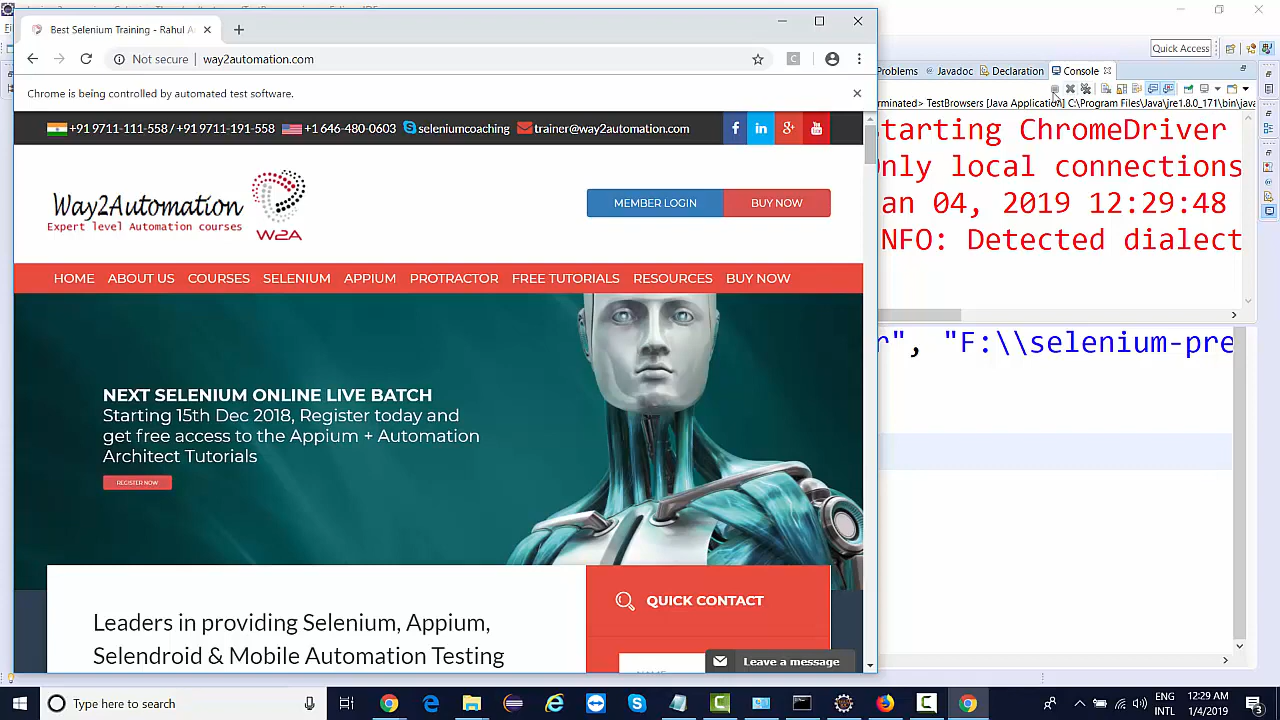 Best Selenium Training - Rahul A
Not secure
way2automation.com
Chrome is being controlled by automated test software.
+91 9711-111-558 / +91 9711-191-558
+1 646-480-0603
seleniumcoaching
trainer@way2automation.com
Way2Automation
Expert level Automation courses
W2A
MEMBER LOGIN
BUY NOW
HOME ABOUT US COURSES SELENIUM APPIUM PROTRACTOR FREE TUTORIALS RESOURCES BUY NOW
NEXT SELENIUM ONLINE LIVE BATCH
Starting 15th Dec 2018, Register today and
get free access to the Appium + Automation
Architect Tutorials
REGISTER NOW
Leaders in providing Selenium, Appium,
Selendroid & Mobile Automation Testing
QUICK CONTACT
Leave a message
Quick Access
Problems
Javadoc
Declaration
Console
rminated> TestBrowsers [Java Application] C:\Program Files\Java\jre1.8.0_171\bin\java
tarting ChromeDriver
nly local connections
an 04, 2019 12:29:48
NFO: Detected dialect
r", "F:\\selenium-pre
Type here to search
ENG
INTL
12:29 AM
1/4/2019
3